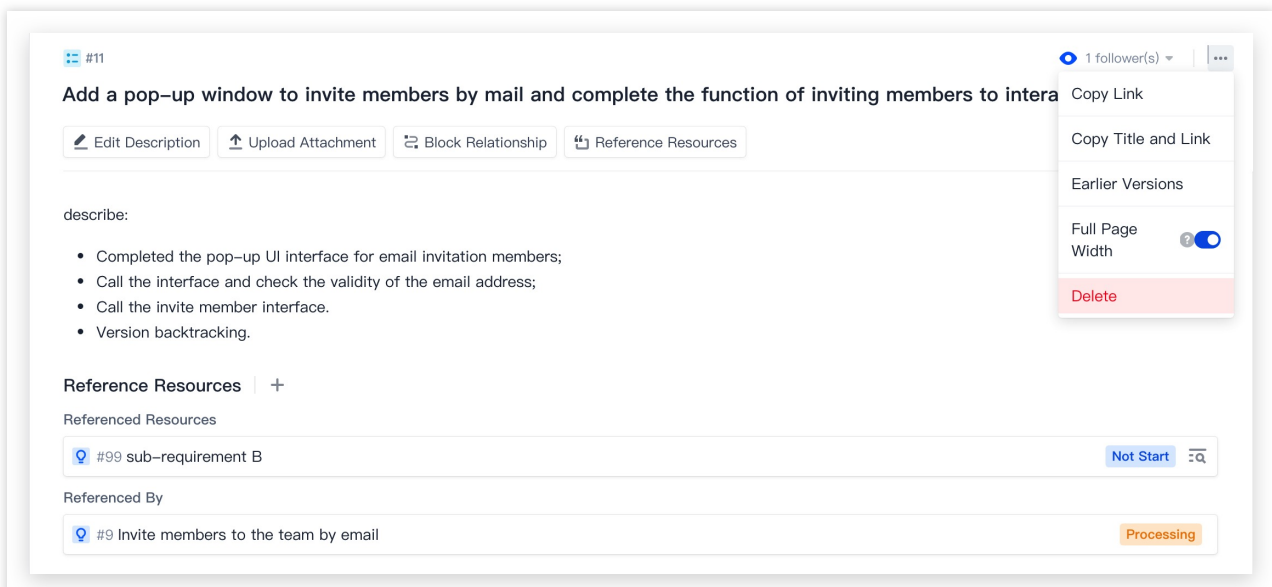 #11
1 follower(s)
Add a pop-up window to invite members by mail and complete the function of inviting members to intera
Copy Link
Edit Description
Upload Attachment
Block Relationship
Reference Resources
Copy Title and Link
Earlier Versions
Full Page
Width
?
Delete
describe:
• Completed the pop-up UI interface for email invitation members;
• Call the interface and check the validity of the email address;
• Call the invite member interface.
• Version backtracking.
Reference Resources
Referenced Resources
#99 sub-requirement B
Not Start
Referenced By
#9 Invite members to the team by email
Processing